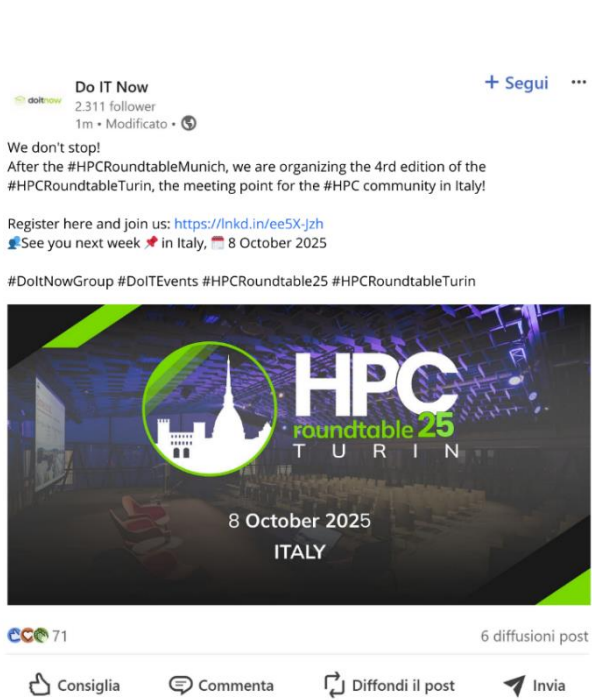 doitnow
Do IT Now
+ Segui ···
2.311 follower
1m • Modificato •
We don't stop!
After the #HPCRoundtableMunich, we are organizing the 4rd edition of the
#HPCRoundtableTurin, the meeting point for the #HPC community in Italy!
Register here and join us: https://lnkd.in/ee5X-Jzh
👥See you next week 📌 in Italy, 📅 8 October 2025
#DoItNowGroup #DoITEvents #HPCRoundtable25 #HPCRoundtableTurin
HPC
roundtable 25
TURIN
8 October 2025
ITALY
71
6 diffusioni post
Consiglia
Commenta
Diffondi il post
Invia